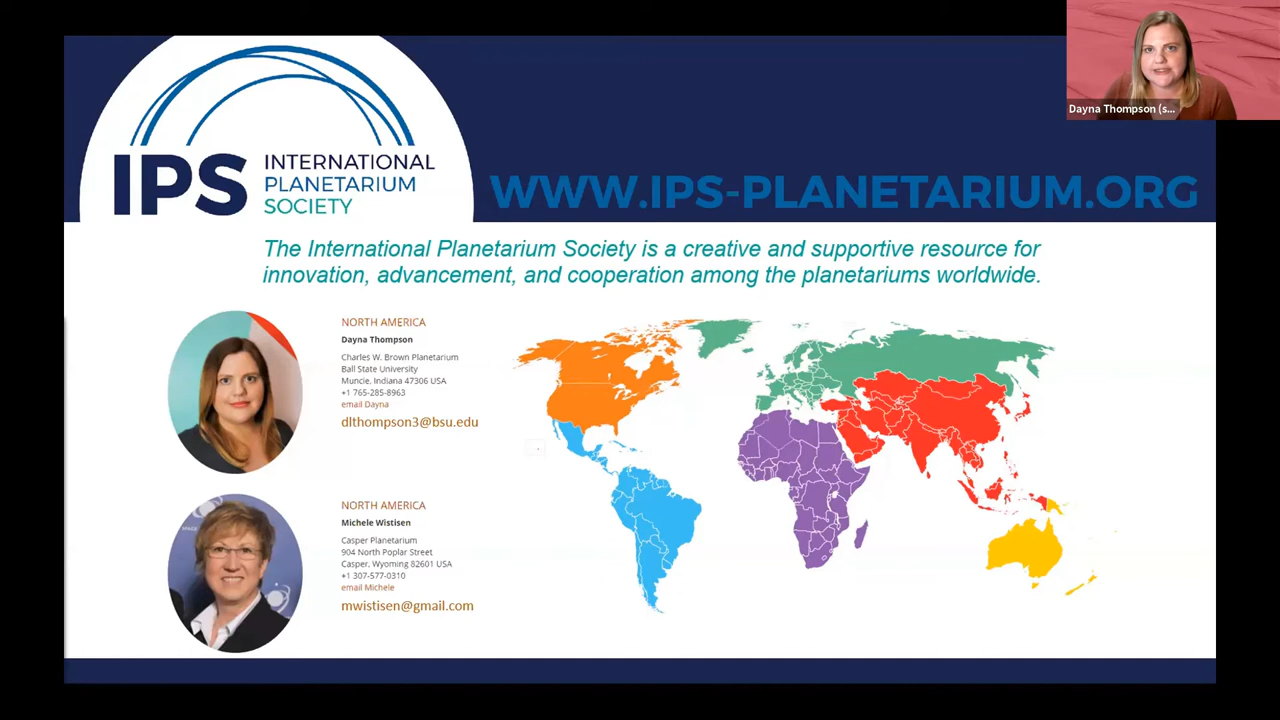 Dayna Thompson (s...
IPS
INTERNATIONAL
PLANETARIUM
SOCIETY
WWW.IPS-PLANETARIUM.ORG
The International Planetarium Society is a creative and supportive resource for
innovation, advancement, and cooperation among the planetariums worldwide.
NORTH AMERICA
Dayna Thompson
Charles W. Brown Planetarium
Ball State University
Muncie, Indiana 47306 USA
+1 765-285-8963
email Dayna
dlthompson3@bsu.edu
NORTH AMERICA
Michele Wistisen
Casper Planetarium
904 North Poplar Street
Casper, Wyoming 82601 USA
+1 307-577-0310
email Michele
mwistisen@gmail.com